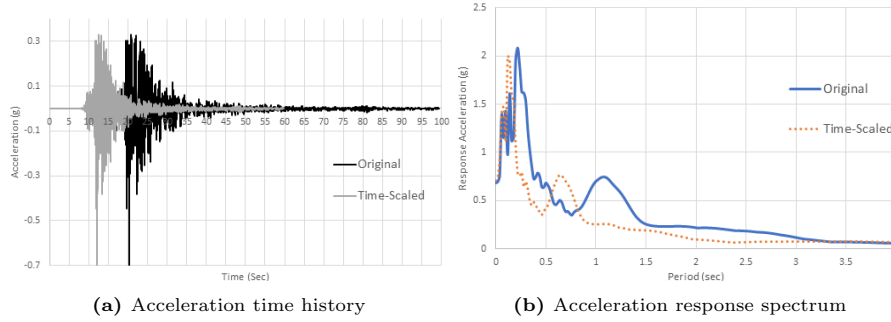 0.3
0.1
-0.1
-0.3
-0.5
-0.7
0 5 10 15 20 25 30 35 40 45 50 55 60 65 70 75 80 85 90 95 100
Acceleration (g)
Time (Sec)
Original
Time-Scaled
(a) Acceleration time history
2.5
2
1.5
1
0.5
0
0 0.5 1 1.5 2 2.5 3 3.5
Response Acceleration (g)
Period (sec)
Original
Time-Scaled
(b) Acceleration response spectrum